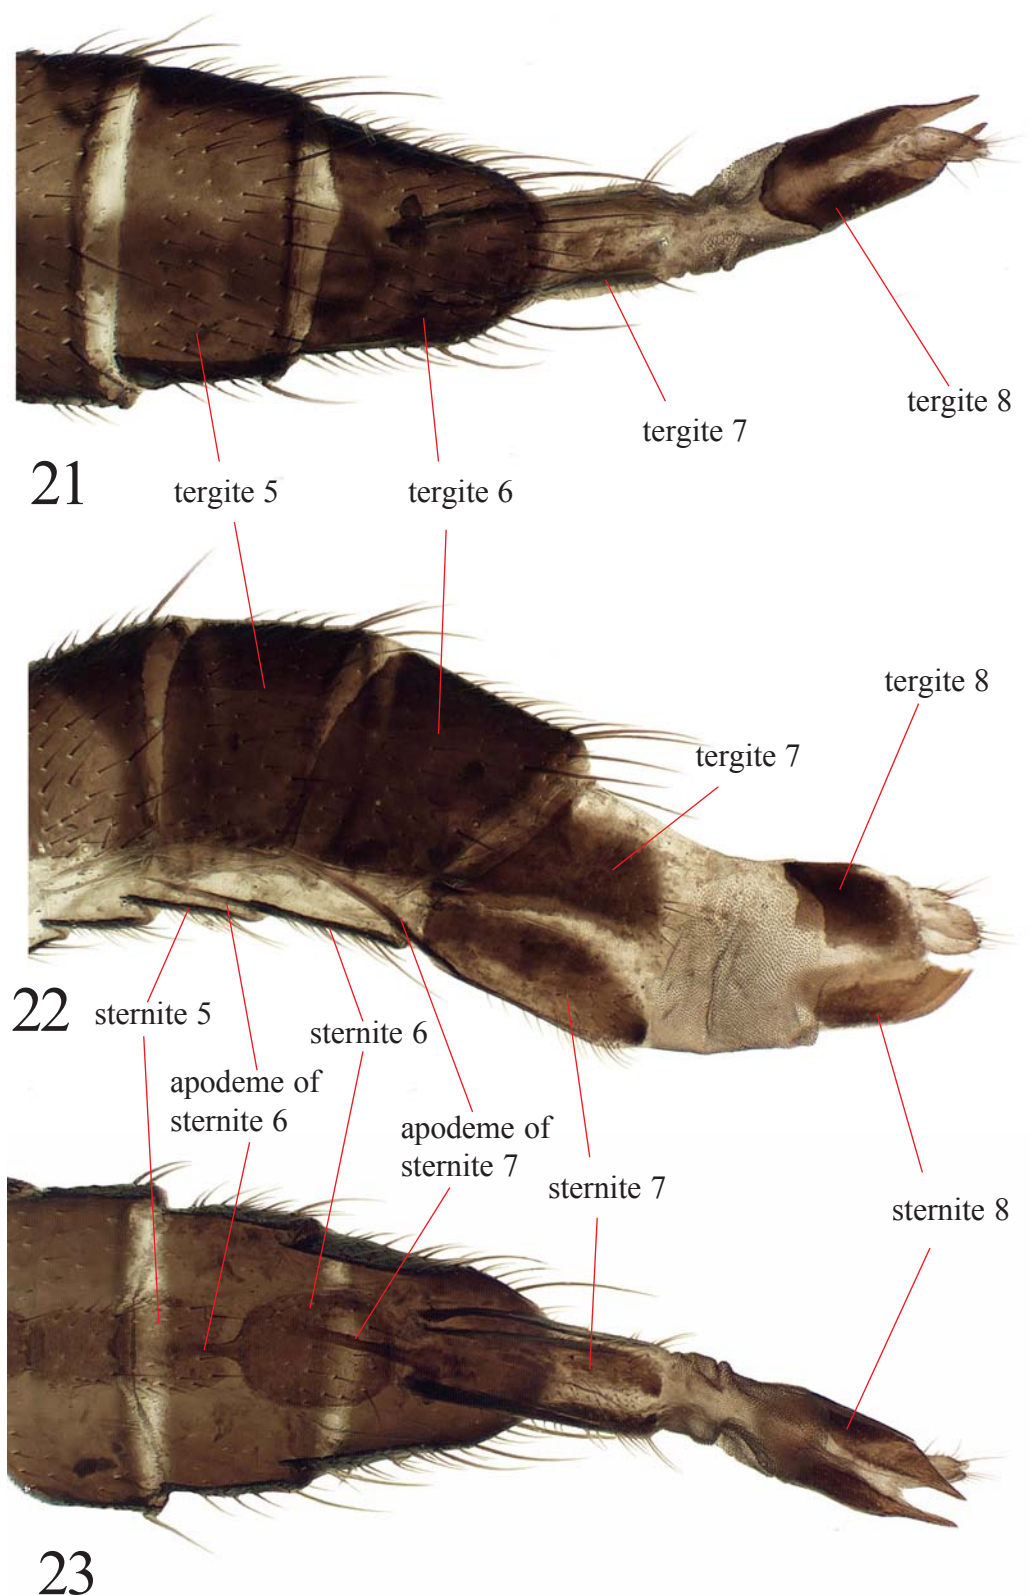 tergite 8
tergite 7
21
tergite 5
tergite 6
tergite 8
tergite 7
22
sternite 5
sternite 6
apodeme of
sternite 6
apodeme of
sternite 7
sternite 7
sternite 8
23